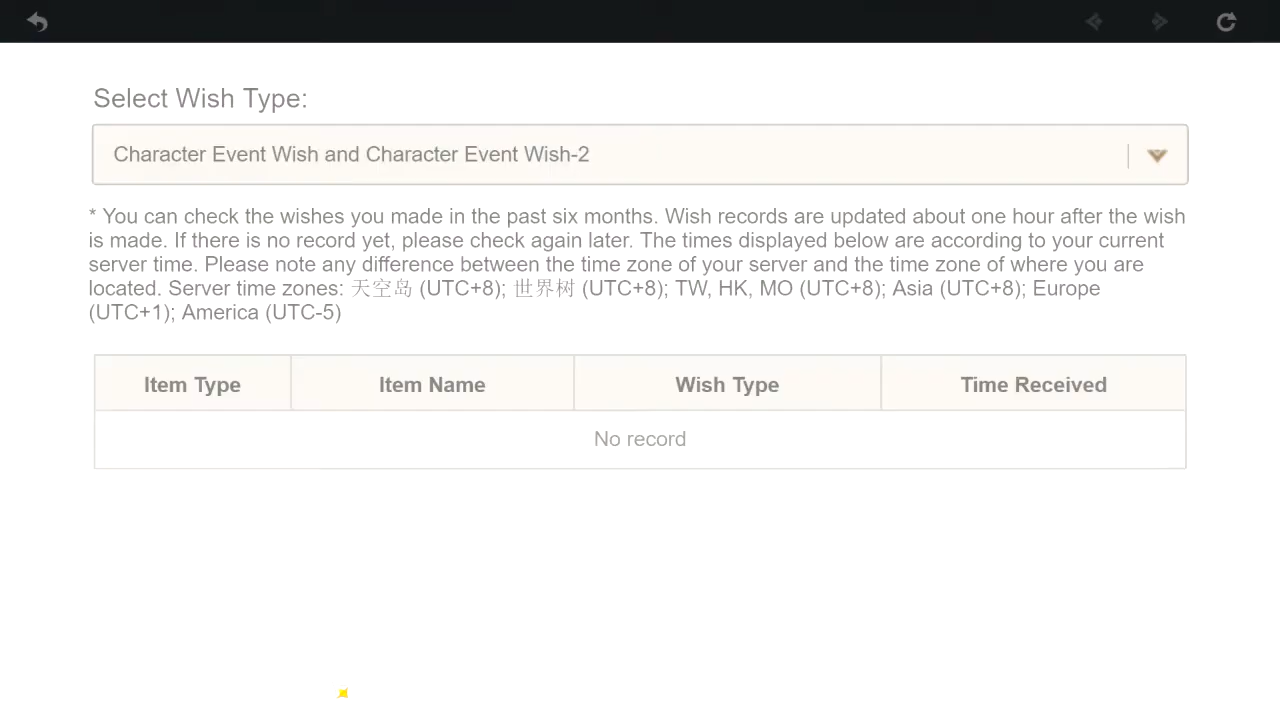 Select Wish Type:
Character Event Wish and Character Event Wish-2
* You can check the wishes you made in the past six months. Wish records are updated about one hour after the wish
is made. If there is no record yet, please check again later. The times displayed below are according to your current
server time. Please note any difference between the time zone of your server and the time zone of where you are
located. Server time zones: 天空岛 (UTC+8); 世界树 (UTC+8); TW, HK, MO (UTC+8); Asia (UTC+8); Europe
(UTC+1); America (UTC-5)
Item Type Item Name Wish Type Time Received
No record